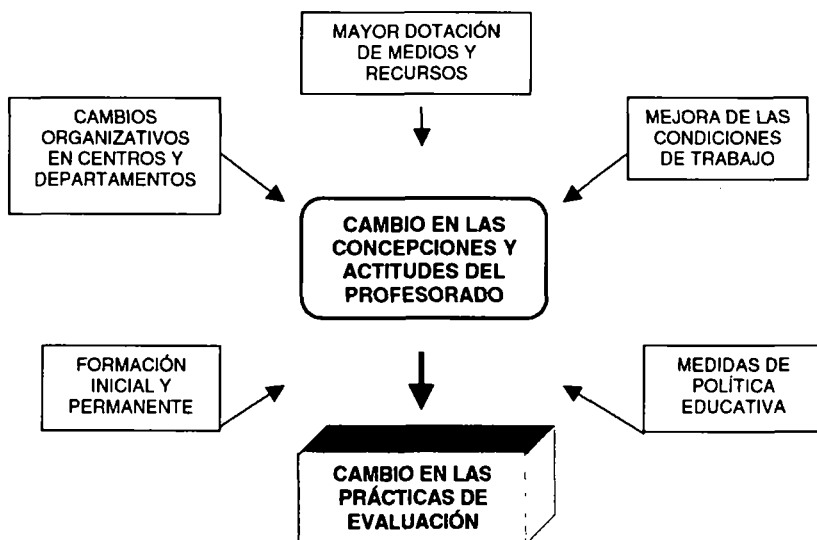 MAYOR DOTACIÓN
DE MEDIOS Y
RECURSOS
CAMBIOS
ORGANIZATIVOS
EN CENTROS Y
DEPARTAMENTOS
MEJORA DE LAS
CONDICIONES
DE TRABAJO
CAMBIO EN LAS
CONCEPCIONES Y
ACTITUDES DEL
PROFESORADO
FORMACIÓN
INICIAL Y
PERMANENTE
MEDIDAS DE
POLÍTICA
EDUCATIVA
CAMBIO EN LAS
PRÁCTICAS DE
EVALUACIÓN